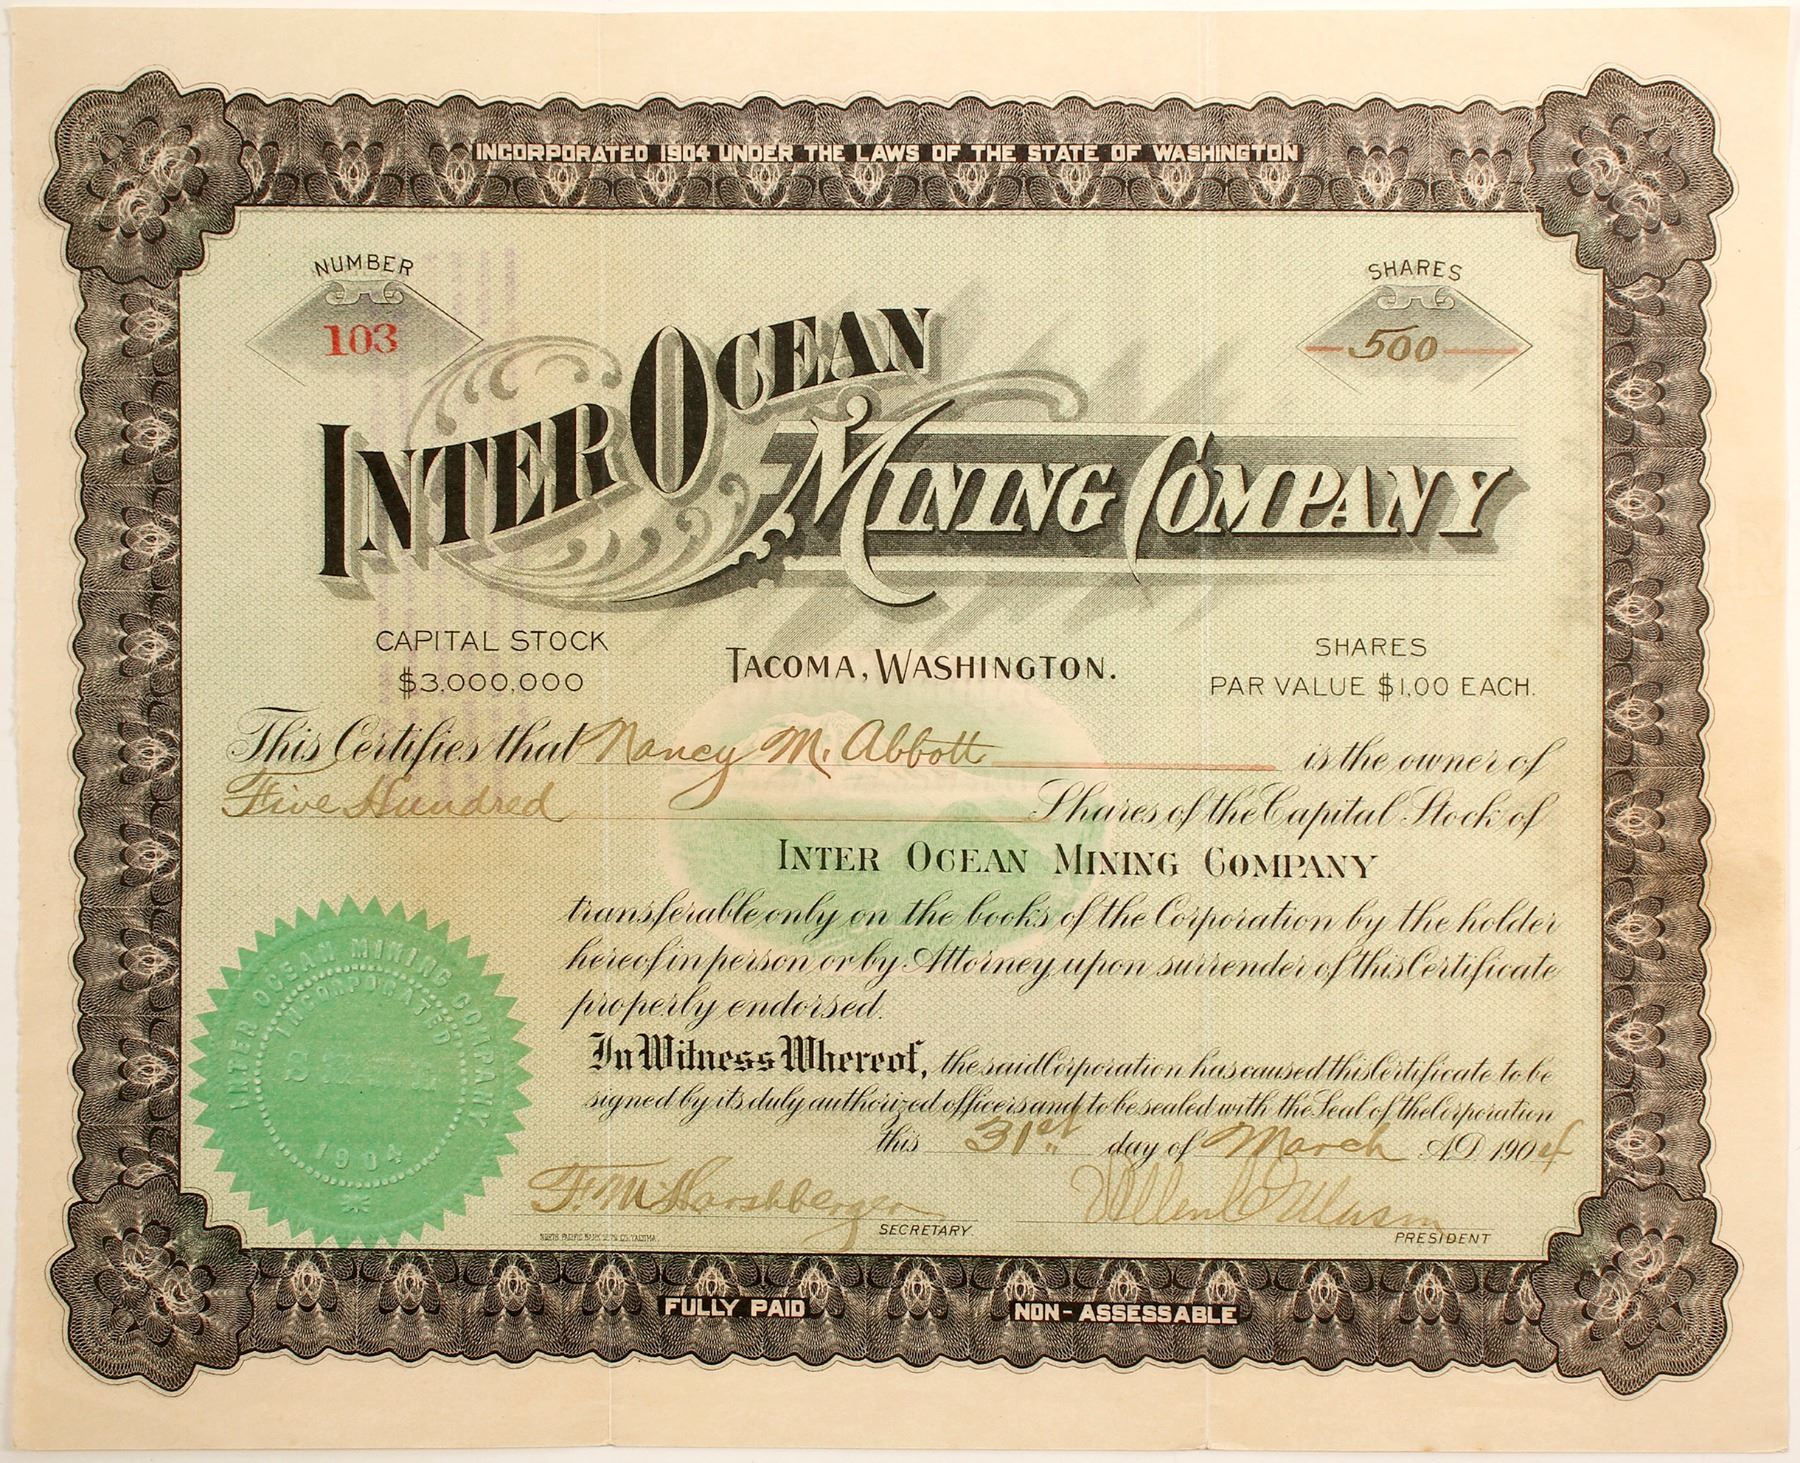 INCORPORATED 1904 UNDER THE LAWS OF THE STATE OF WASHINGTON
NUMBER
103
SHARES
500
INTER OCEAN
MINING COMPANY
CAPITAL STOCK
$3,000,000
TACOMA, WASHINGTON.
SHARES
PAR VALUE $1.00 EACH.
This Certifies that Nancy M. Abbott is the owner of
Five Hundred Shares of the Capital Stock of
INTER OCEAN MINING COMPANY
transferable only on the books of the Corporation by the holder
hereof in person or by Attorney, upon surrender of this Certificate
properly endorsed.
In Witness Whereof, the said Corporation has caused this Certificate to be
signed by its duly authorized officers and to be sealed with the Seal of the Corporation
this 31st day of March A.D. 1904
INTER OCEAN MINING COMPANY
INCORPORATED
SEAL
1904
F. M. Harshberger
SECRETARY.
Allen C. Mason
PRESIDENT
FULLY PAID
NON-ASSESSABLE